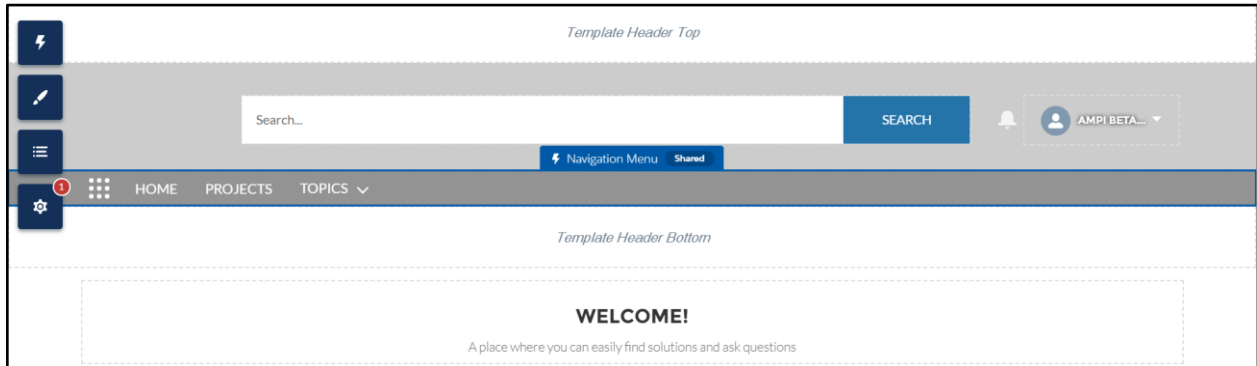 Template Header Top
Search...
SEARCH
AMPI BETA...
Navigation Menu Shared
1
HOME PROJECTS TOPICS
Template Header Bottom
WELCOME!
A place where you can easily find solutions and ask questions